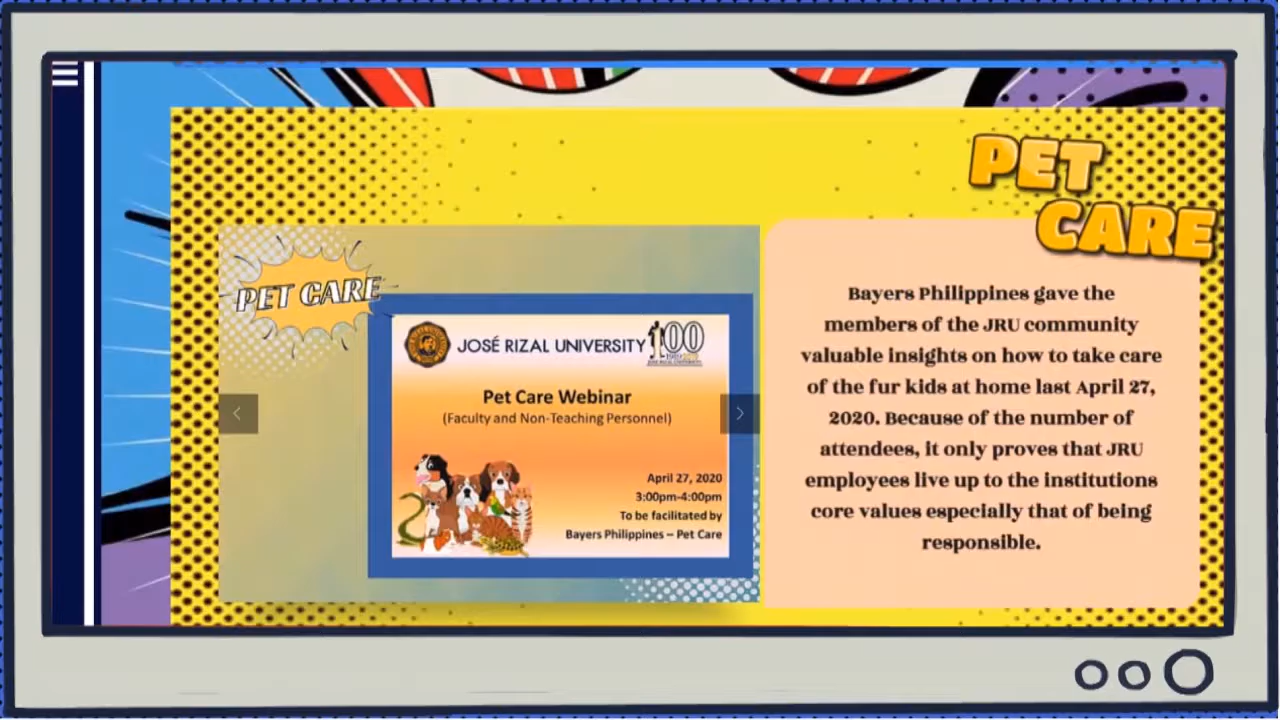 PET
CARE
PET CARE
JOSÉ RIZAL UNIVERSITY
100
JOSE RIZAL UNIVERSITY
Pet Care Webinar
(Faculty and Non-Teaching Personnel)
April 27, 2020
3:00pm-4:00pm
To be facilitated by
Bayers Philippines – Pet Care
Bayers Philippines gave the
members of the JRU community
valuable insights on how to take care
of the fur kids at home last April 27,
2020. Because of the number of
attendees, it only proves that JRU
employees live up to the institutions
core values especially that of being
responsible.